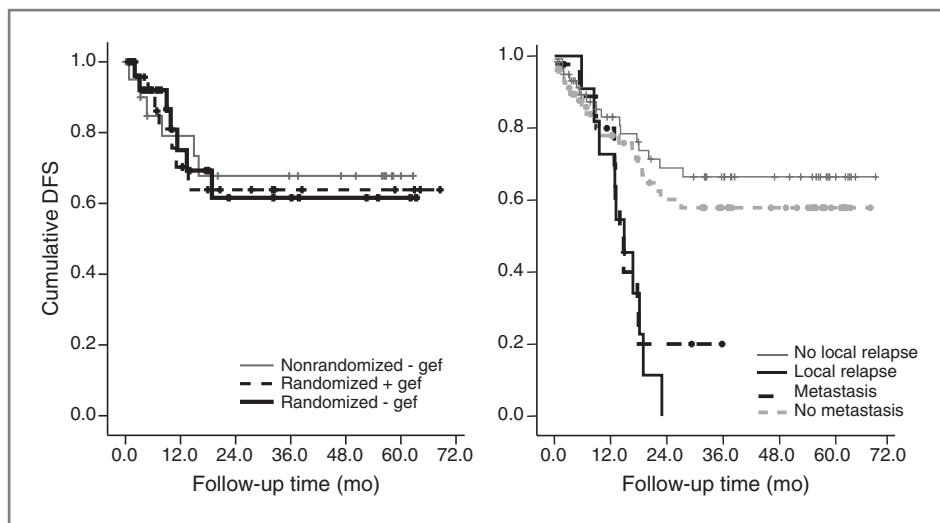 Cumulative DFS
1.0
0.8
0.6
0.4
0.2
0.0
Nonrandomized - gef
Randomized + gef
Randomized - gef
0.0 12.0 24.0 36.0 48.0 60.0 72.0
Follow-up time (mo)
1.0
0.8
0.6
0.4
0.2
0.0
No local relapse
Local relapse
Metastasis
No metastasis
0.0 12.0 24.0 36.0 48.0 60.0 72.0
Follow-up time (mo)